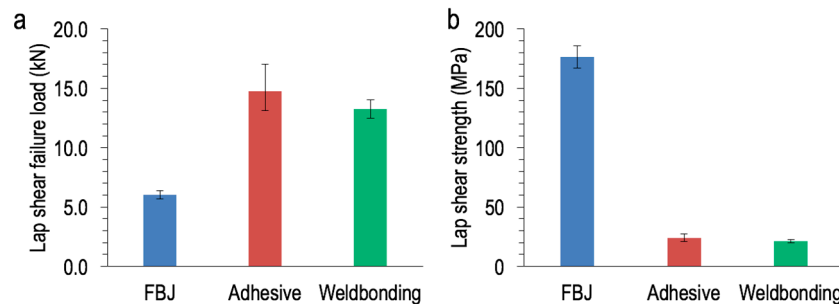 a
Lap shear failure load (kN)
20.0
15.0
10.0
5.0
0.0
FBJ Adhesive Weldbonding
b
Lap shear strength (MPa)
200
150
100
50
0
FBJ Adhesive Weldbonding